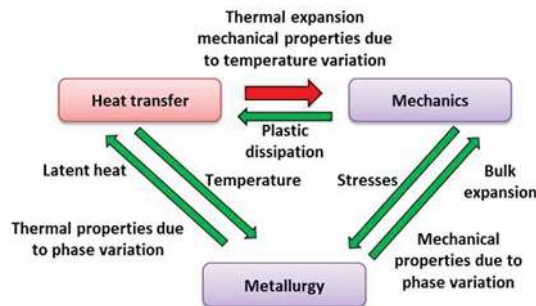 Thermal expansion
mechanical properties due
to temperature variation
Heat transfer
Mechanics
Plastic
dissipation
Latent heat
Temperature
Stresses
Bulk
expansion
Thermal properties due
to phase variation
Mechanical
properties due to
phase variation
Metallurgy